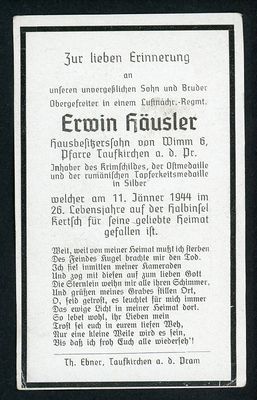 Zur lieben Erinnerung
an
unseren unvergeßlichen Sohn und Bruder
Obergefreiter in einem Luftnachr.-Regmt.
Erwin Häusler
Hausbesitzersohn von Wimm 6,
Pfarre Taufkirchen a. d. Pr.
Inhaber des Krimschildes, der Ostmedaille
und der rumänischen Tapferkeitsmedaille
in Silber
welcher am 11. Jänner 1944 im
26. Lebensjahre auf der Halbinsel
Kertsch für seine geliebte Heimat
gefallen ist.
Weit, weit von meiner Heimat mußt ich sterben
Des Feindes Kugel brachte mir den Tod.
Ich fiel inmitten meiner Kameraden
Und zog mit diesen auf zum lieben Gott
Die Sternlein weihn mir alle ihren Schimmer.
Und grüßen meines Grabes stillen Ort,
O, seid getrost, es leuchtet für mich immer
Das ewige Licht in meiner Heimat dort.
So lebet wohl, ihr Lieben mein
Trost sei euch in eurem tiefen Weh,
Nur eine kleine Weile wird es sein,
Bis daß ich froh Euch alle wiederseh'!
Th. Ebner, Taufkirchen a. d. Pram